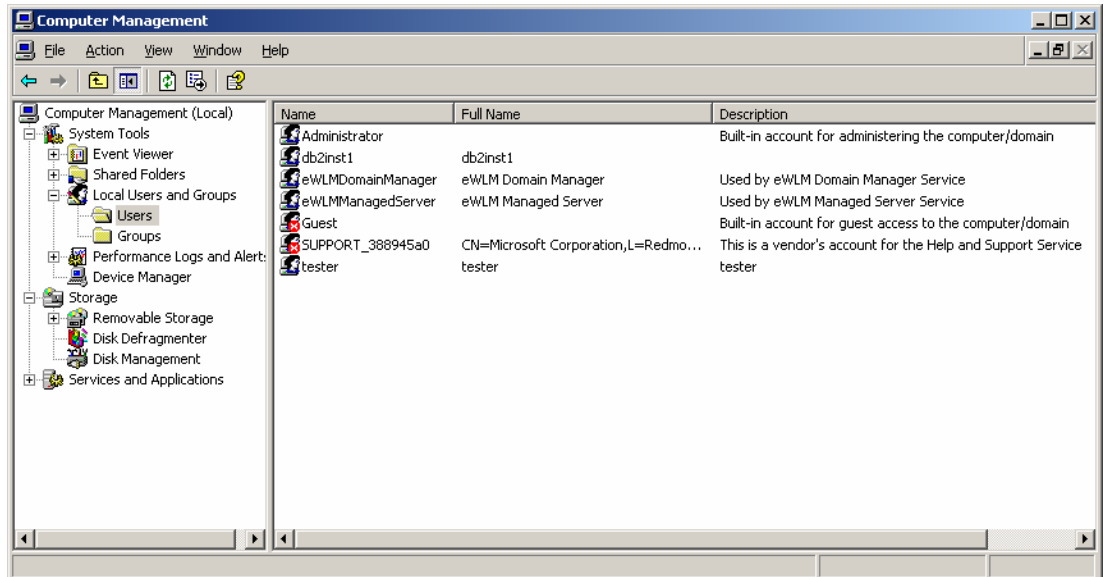 Computer Management
File Action View Window Help
Computer Management (Local)
System Tools
Event Viewer
Shared Folders
Local Users and Groups
Users
Groups
Performance Logs and Alert
Device Manager
Storage
Removable Storage
Disk Defragmenter
Disk Management
Services and Applications
Name Full Name Description
Administrator Built-in account for administering the computer/domain
db2inst1 db2inst1
eWLMDomainManager eWLM Domain Manager Used by eWLM Domain Manager Service
eWLMManagedServer eWLM Managed Server Used by eWLM Managed Server Service
Guest Built-in account for guest access to the computer/domain
SUPPORT_388945a0 CN=Microsoft Corporation,L=Redmo... This is a vendor's account for the Help and Support Service
tester tester tester